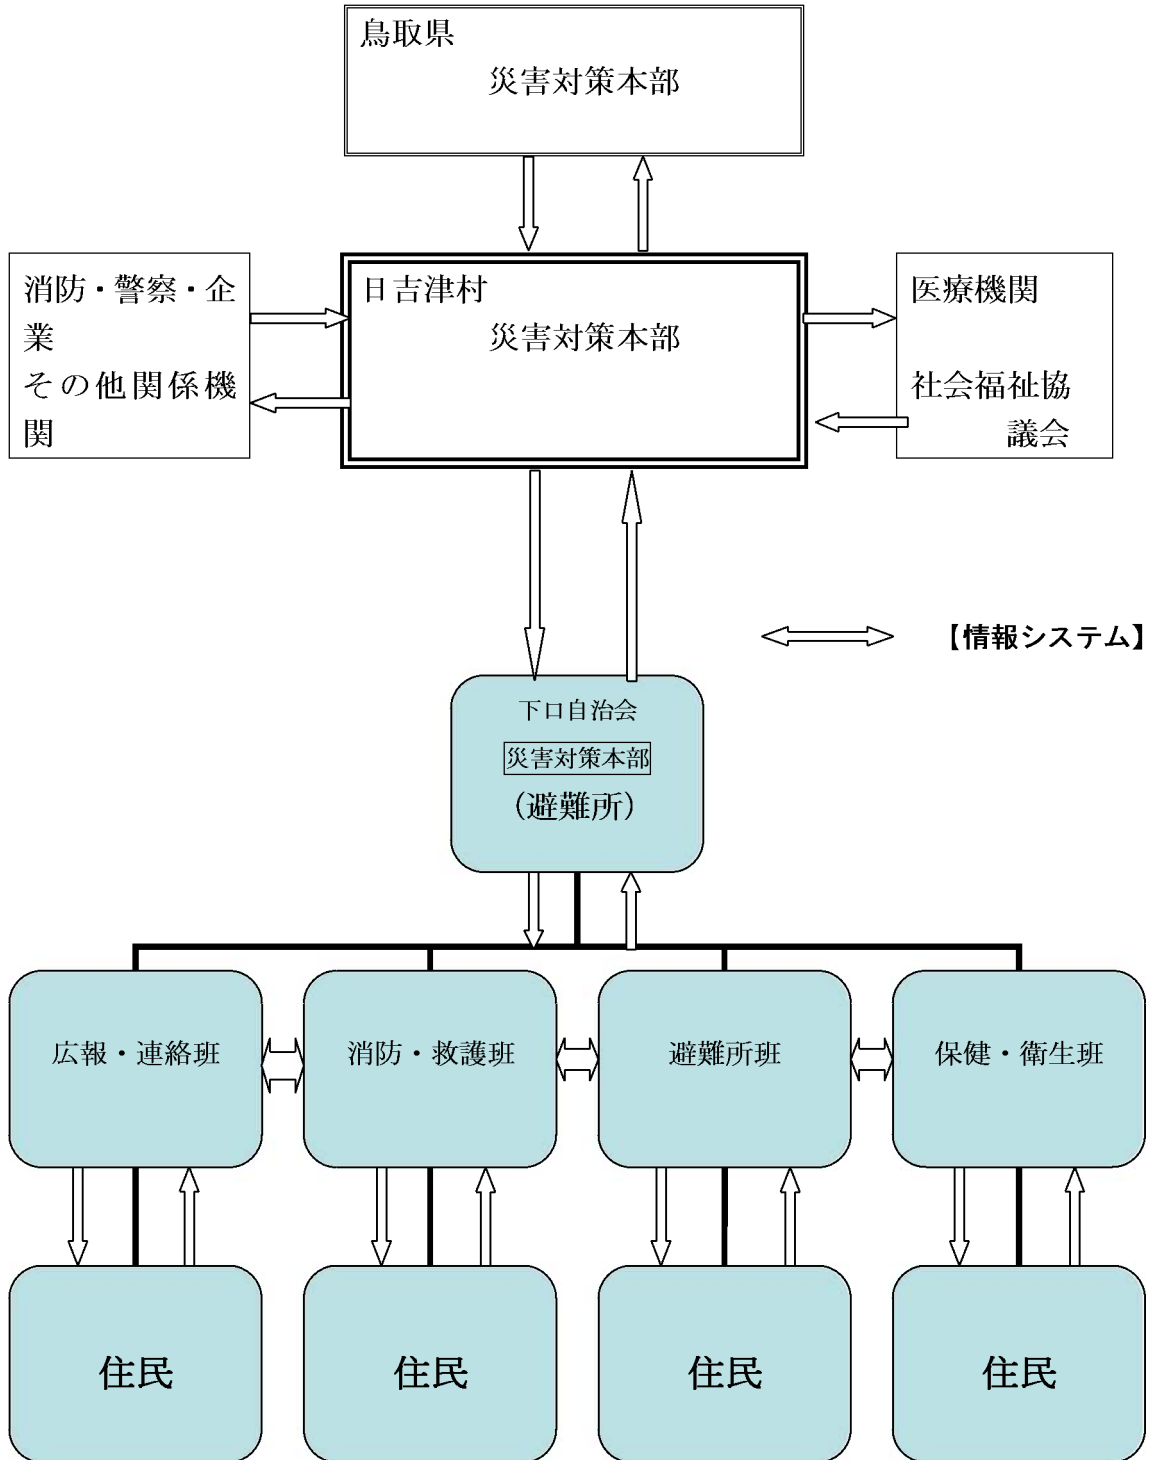 鳥取県
災害対策本部
消防・警察・企
業
その他関係機
関
日吉津村
災害対策本部
医療機関
社会福祉協
議会
【情報システム】
下口自治会
災害対策本部
（避難所）
広報・連絡班
消防・救護班
避難所班
保健・衛生班
住民
住民
住民
住民